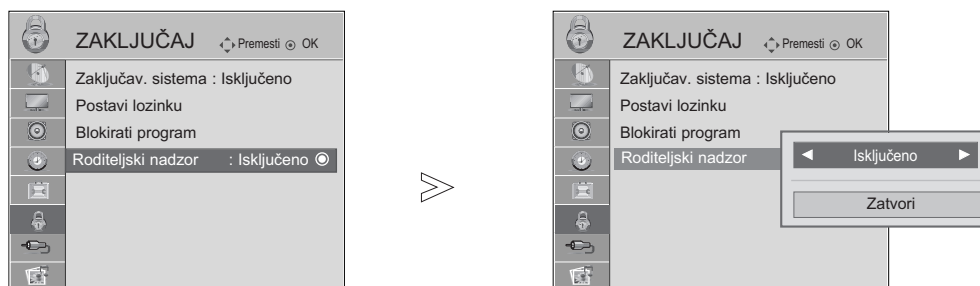 ZAKLJUČAJ Premesti OK
Zaključav. sistema : Isključeno
Postavi lozinku
Blokirati program
Roditeljski nadzor : Isključeno
ZAKLJUČAJ Premesti OK
Zaključav. sistema : Isključeno
Postavi lozinku
Blokirati program
Roditeljski nadzor
Isključeno
Zatvori